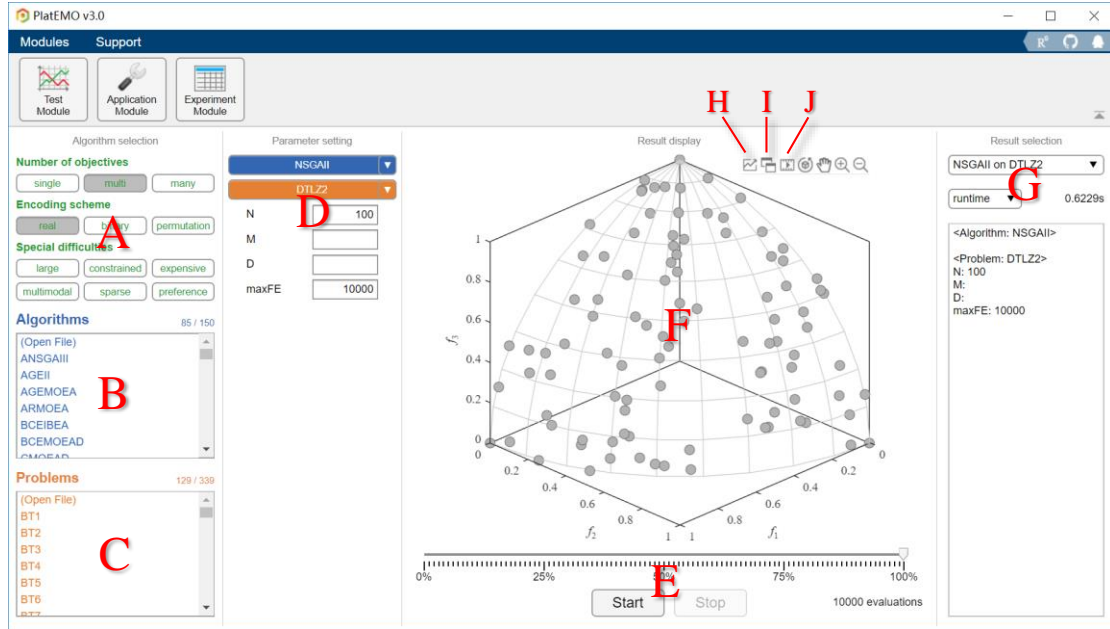 PlatEMO v3.0
Modules Support
Test Module
Application Module
Experiment Module
H I J
Algorithm selection
Number of objectives
single multi many
Encoding scheme
real binary permutation
A
Special difficulties
large constrained expensive
multimodal sparse preference
Algorithms 85 / 150
(Open File)
ANSGAIII
AGEII
AGEMOEA
ARMOEA
BCEIBEA
BCEMOEAD
CMOEAD
B
Problems 129 / 339
(Open File)
BT1
BT2
BT3
BT4
BT5
BT6
BT7
C
Parameter setting
NSGAII
DTLZ2
D
N 100
M
D
maxFE 10000
Result display
1
0.8
0.6
0.4
0.2
0
f3
F
0 0.2 0.4 0.6 0.8 1
f2
1 0.8 0.6 0.4 0.2 0
f1
0% 25% 50% 75% 100%
E
Start Stop 10000 evaluations
Result selection
NSGAII on DTLZ2
G
runtime 0.6229s
<Algorithm: NSGAII>
<Problem: DTLZ2>
N: 100
M:
D:
maxFE: 10000